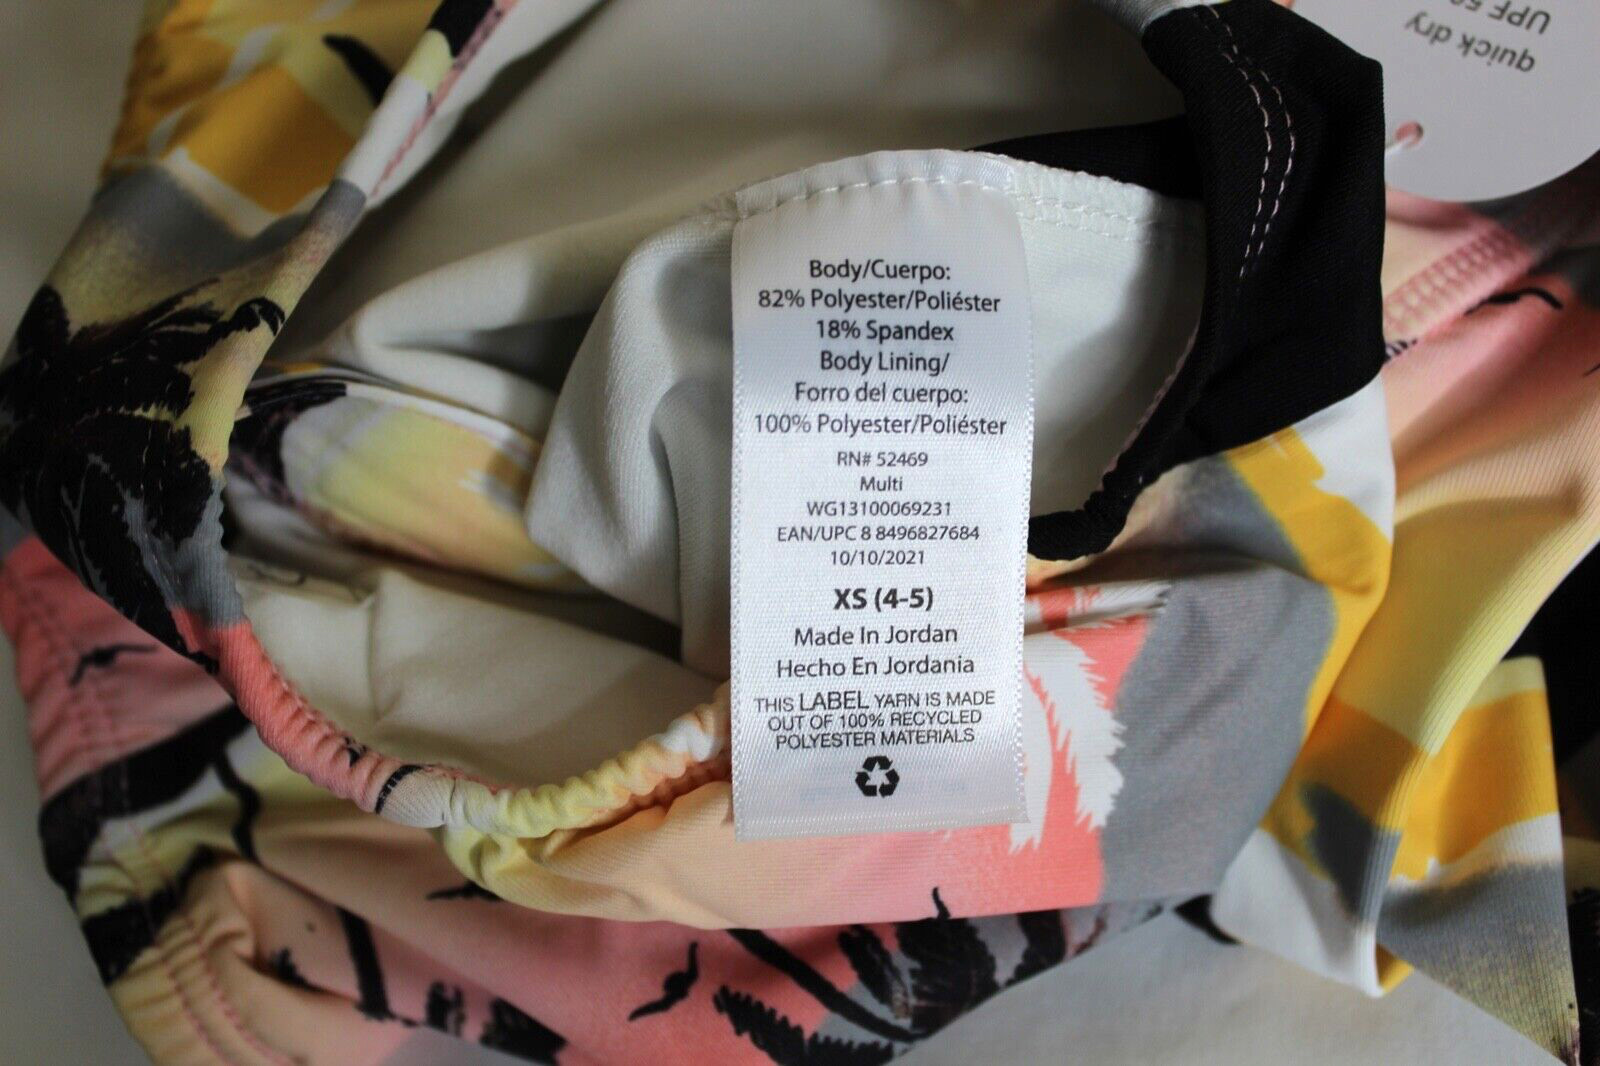 Body/Cuerpo:
82% Polyester/Poliéster
18% Spandex
Body Lining/
Forro del cuerpo:
100% Polyester/Poliéster
RN# 52469
Multi
WG13100069231
EAN/UPC 8 8496827684
10/10/2021
XS (4-5)
Made In Jordan
Hecho En Jordania
THIS LABEL YARN IS MADE
OUT OF 100% RECYCLED
POLYESTER MATERIALS
quick dry
UPF